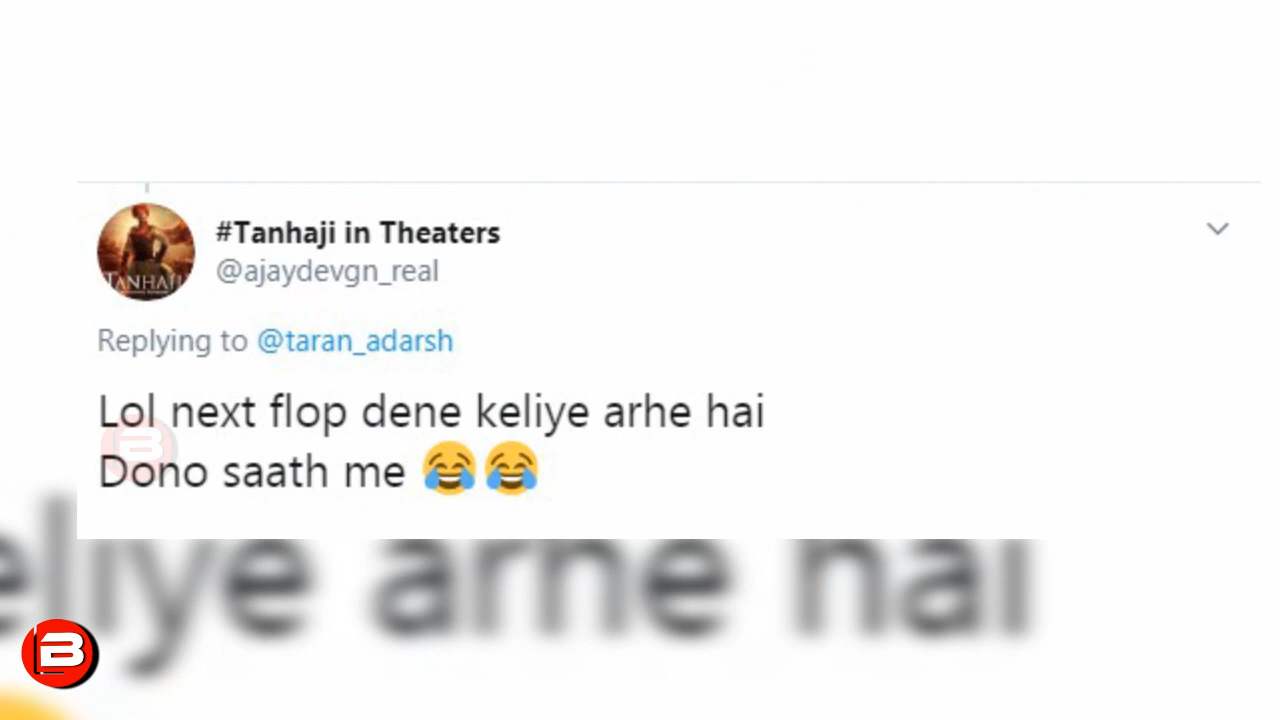 #Tanhaji in Theaters
@ajaydevgn_real
Replying to @taran_adarsh
Lol next flop dene keliye arhe hai
Dono saath me 😂😂
TANHAJI
eliye arhe hai
B